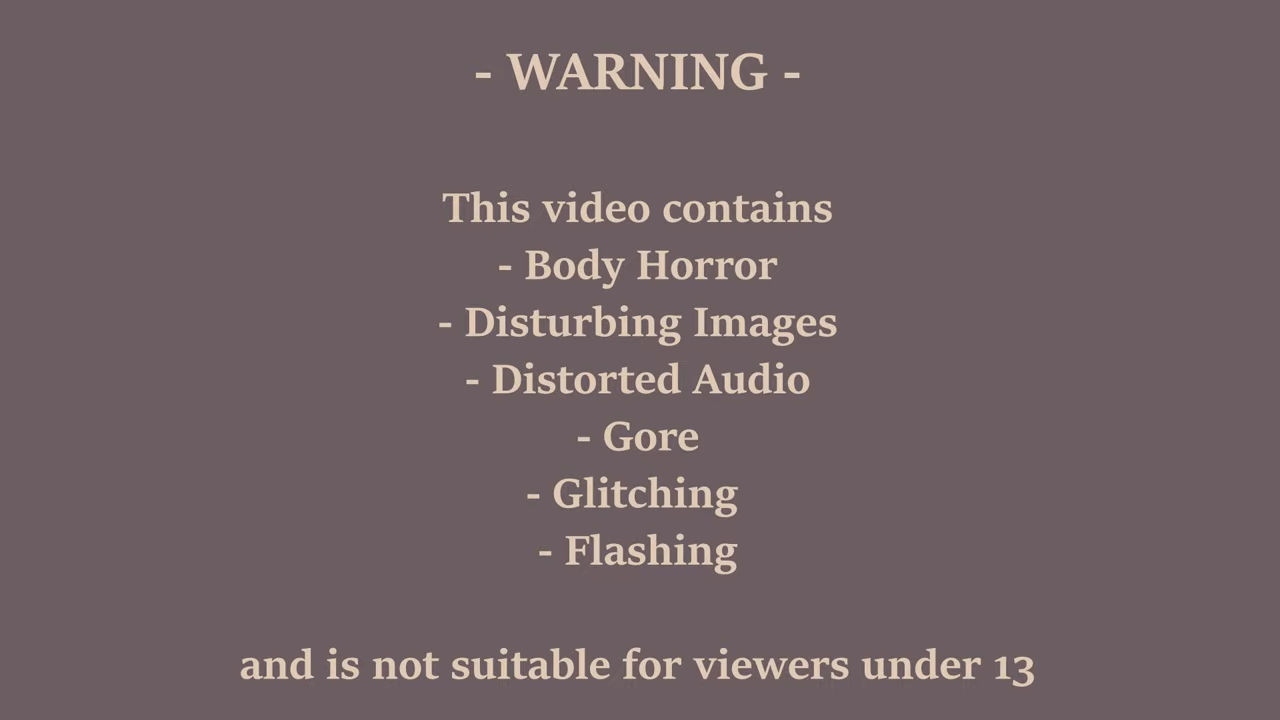 - WARNING -
This video contains
- Body Horror
- Disturbing Images
- Distorted Audio
- Gore
- Glitching
- Flashing
and is not suitable for viewers under 13